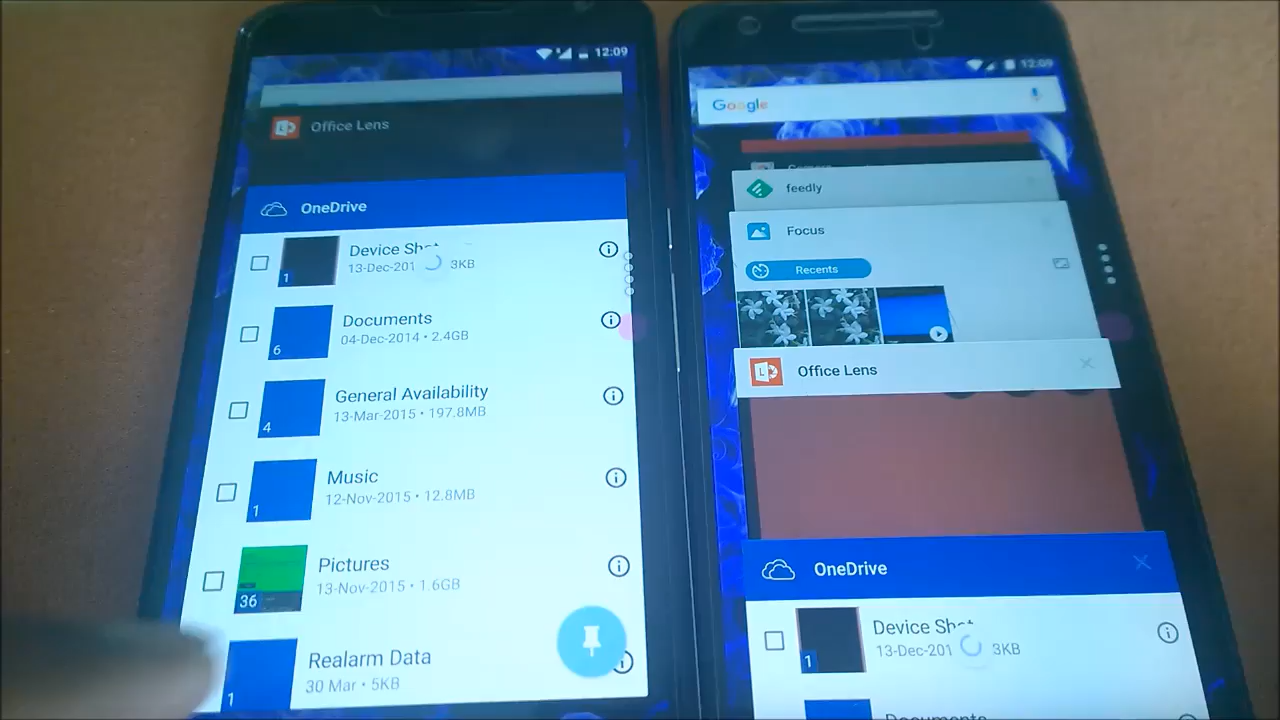 12:09
Office Lens
OneDrive
Device Sh
13-Dec-201 3KB
1
Documents
04-Dec-2014 • 2.4GB
6
General Availability
13-Mar-2015 • 197.8MB
4
Music
12-Nov-2015 • 12.8MB
1
Pictures
13-Nov-2015 • 1.6GB
36
Realarm Data
30 Mar • 5KB
1
12:09
Google
Camera
feedly
Focus
Recents
Office Lens
OneDrive
Device Sh
13-Dec-201 3KB
1
Documents